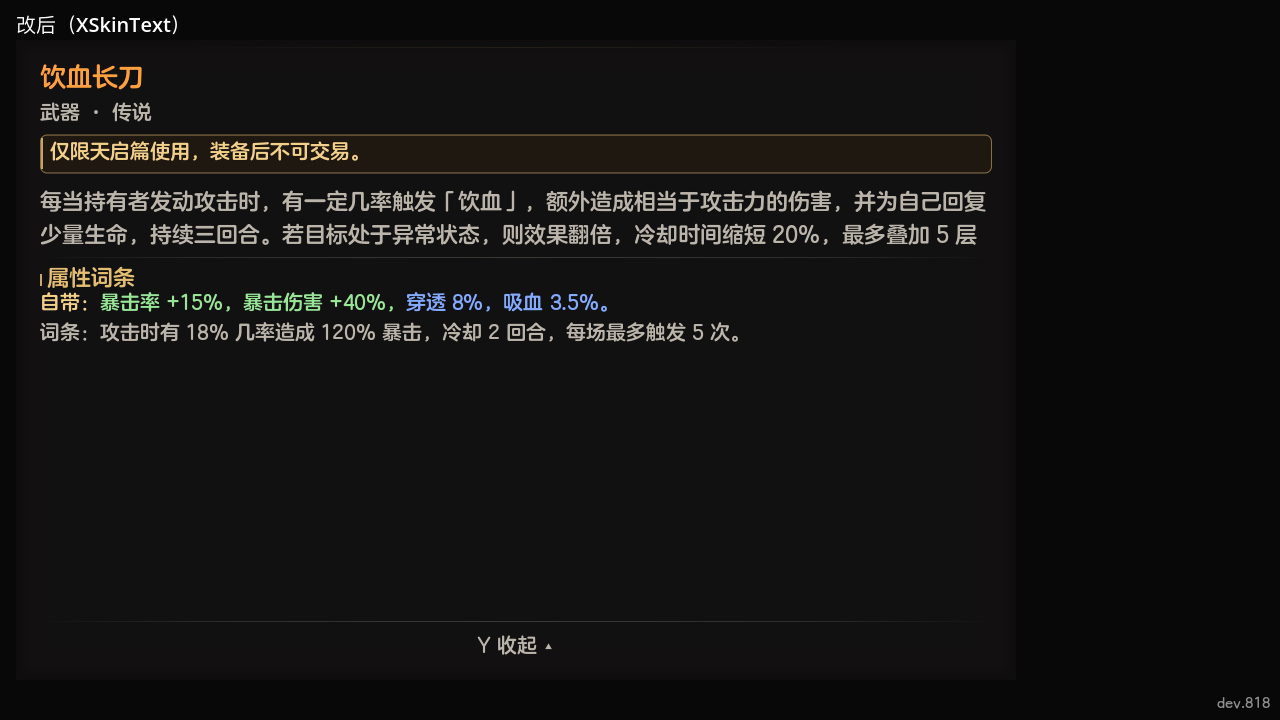 改后（XSkinText）
饮血长刀
武器 · 传说
仅限天启篇使用，装备后不可交易。
每当持有者发动攻击时，有一定几率触发「饮血」，额外造成相当于攻击力的伤害，并为自己回复
少量生命，持续三回合。若目标处于异常状态，则效果翻倍，冷却时间缩短 20%，最多叠加 5 层
属性词条
自带：暴击率 +15%，暴击伤害 +40%，穿透 8%，吸血 3.5%。
词条：攻击时有 18% 几率造成 120% 暴击，冷却 2 回合，每场最多触发 5 次。
Y 收起 ▴
dev.818